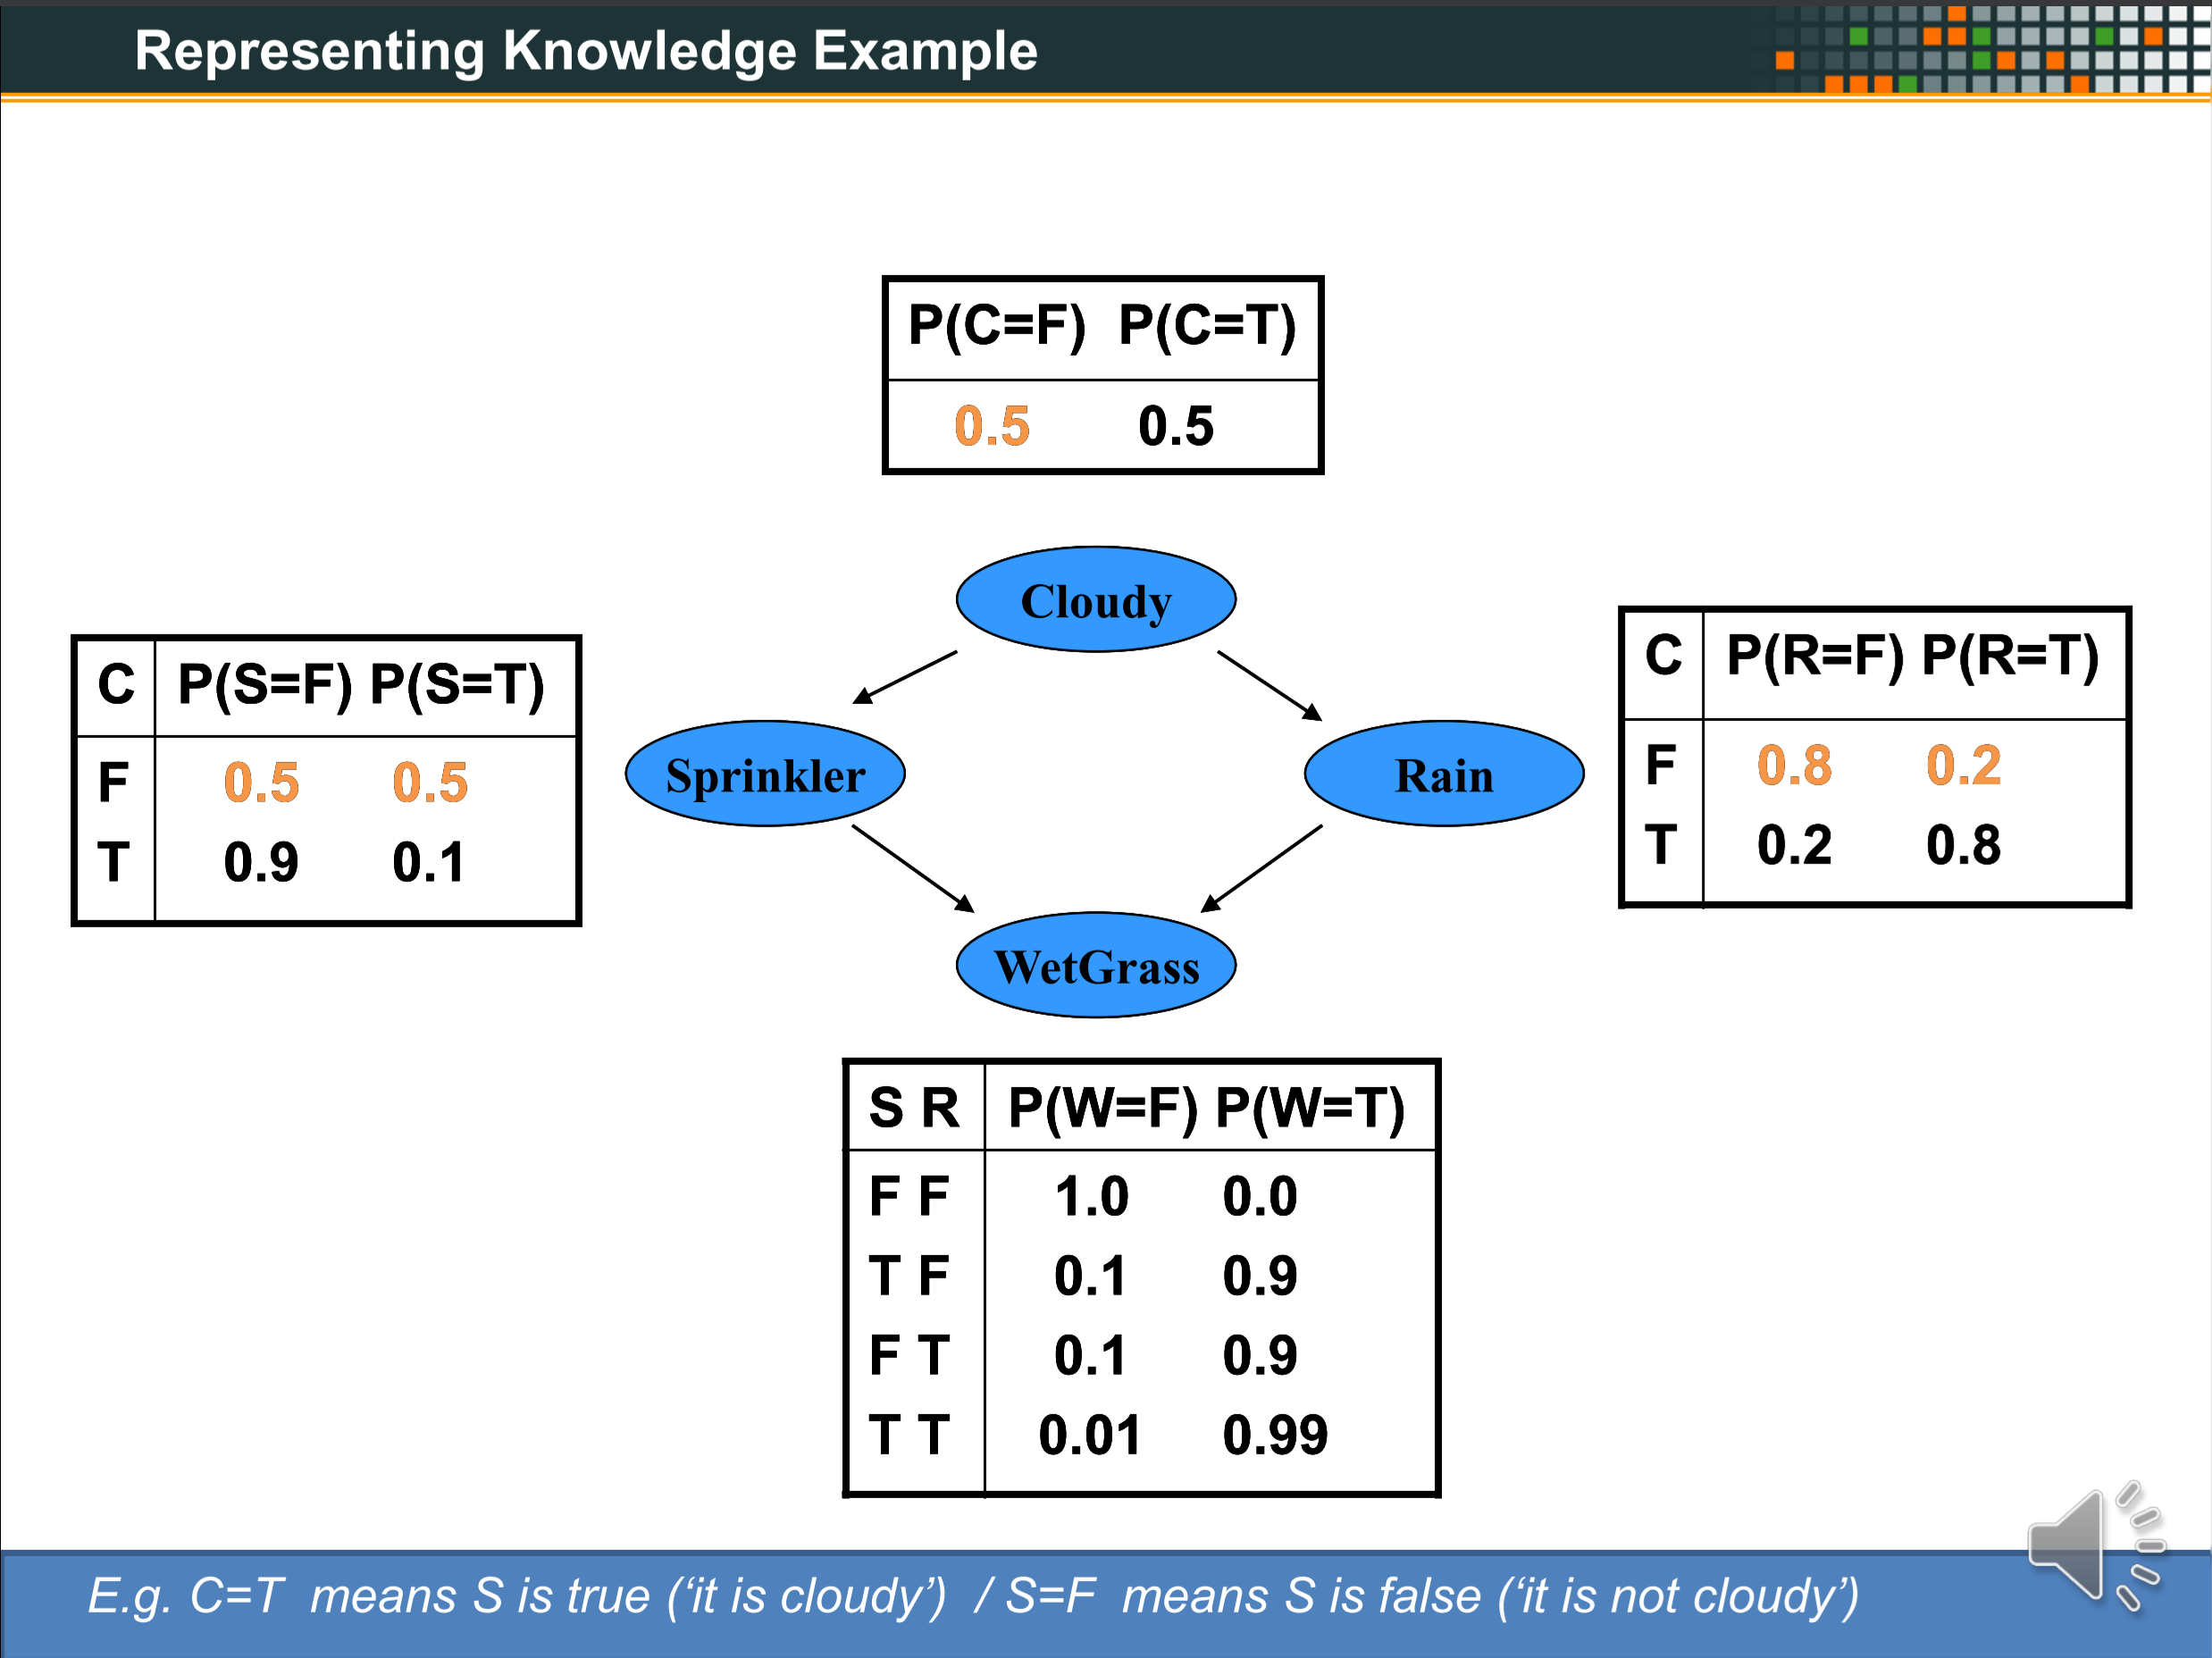 Representing Knowledge Example
P(C=F) P(C=T)
0.5 0.5
Cloudy
C P(S=F) P(S=T)
F 0.5 0.5
T 0.9 0.1
Sprinkler
Rain
C P(R=F) P(R=T)
F 0.8 0.2
T 0.2 0.8
WetGrass
S R P(W=F) P(W=T)
F F 1.0 0.0
T F 0.1 0.9
F T 0.1 0.9
T T 0.01 0.99
E.g. C=T means S is true (‘it is cloudy’) / S=F means S is false (‘it is not cloudy’)